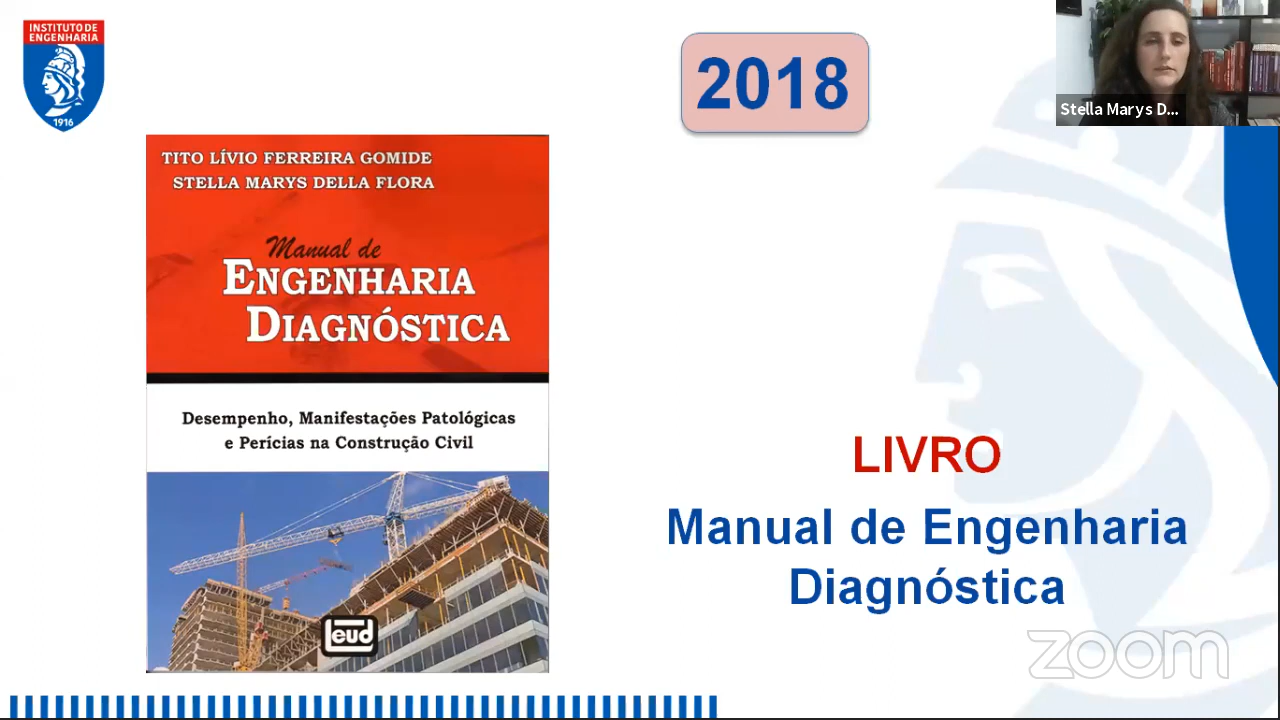 INSTITUTO DE
ENGENHARIA
1916
2018
Stella Marys D...
TITO LÍVIO FERREIRA GOMIDE
STELLA MARYS DELLA FLORA
Manual de
ENGENHARIA
DIAGNÓSTICA
Desempenho, Manifestações Patológicas
e Perícias na Construção Civil
Leud
LIVRO
Manual de Engenharia
Diagnóstica
zoom